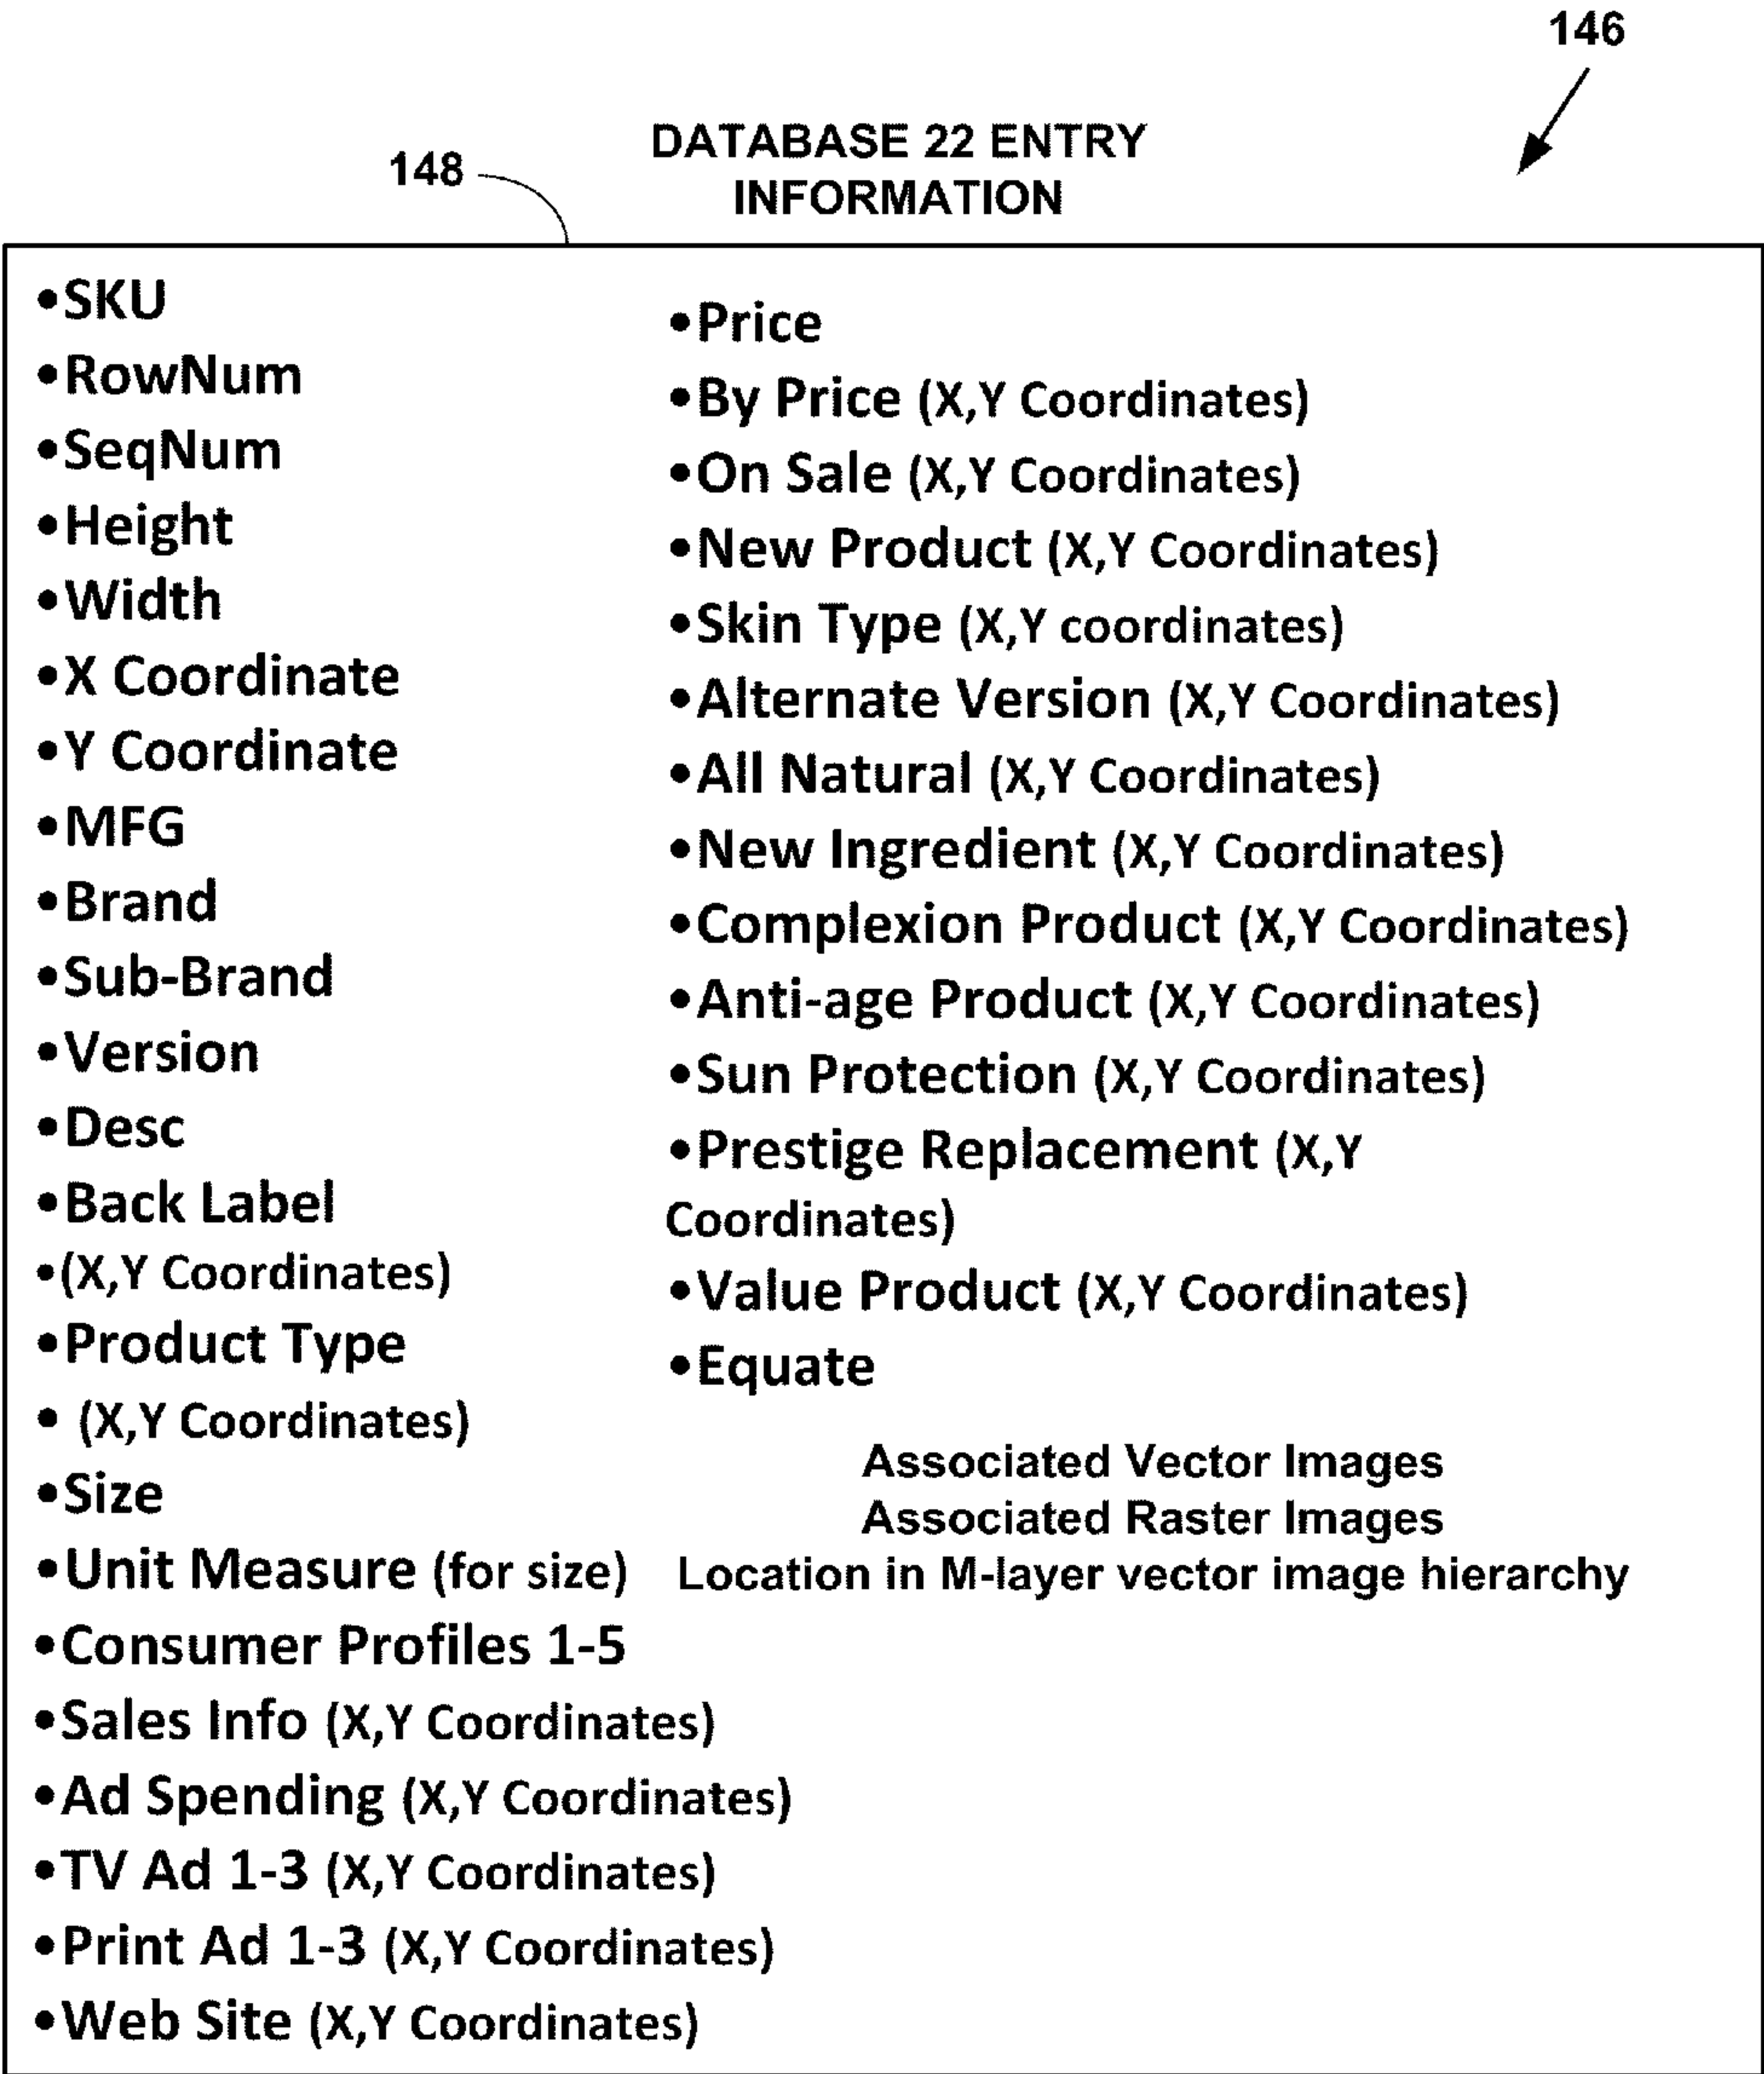 146
DATABASE 22 ENTRY
INFORMATION
148
•SKU
•RowNum
•SeqNum
•Height
•Width
•X Coordinate
•Y Coordinate
•MFG
•Brand
•Sub-Brand
•Version
•Desc
•Back Label
•(X,Y Coordinates)
•Product Type
• (X,Y Coordinates)
•Size
•Unit Measure (for size)
•Consumer Profiles 1-5
•Sales Info (X,Y Coordinates)
•Ad Spending (X,Y Coordinates)
•TV Ad 1-3 (X,Y Coordinates)
•Print Ad 1-3 (X,Y Coordinates)
•Web Site (X,Y Coordinates)
•Price
•By Price (X,Y Coordinates)
•On Sale (X,Y Coordinates)
•New Product (X,Y Coordinates)
•Skin Type (X,Y coordinates)
•Alternate Version (X,Y Coordinates)
•All Natural (X,Y Coordinates)
•New Ingredient (X,Y Coordinates)
•Complexion Product (X,Y Coordinates)
•Anti-age Product (X,Y Coordinates)
•Sun Protection (X,Y Coordinates)
•Prestige Replacement (X,Y
Coordinates)
•Value Product (X,Y Coordinates)
•Equate
Associated Vector Images
Associated Raster Images
Location in M-layer vector image hierarchy